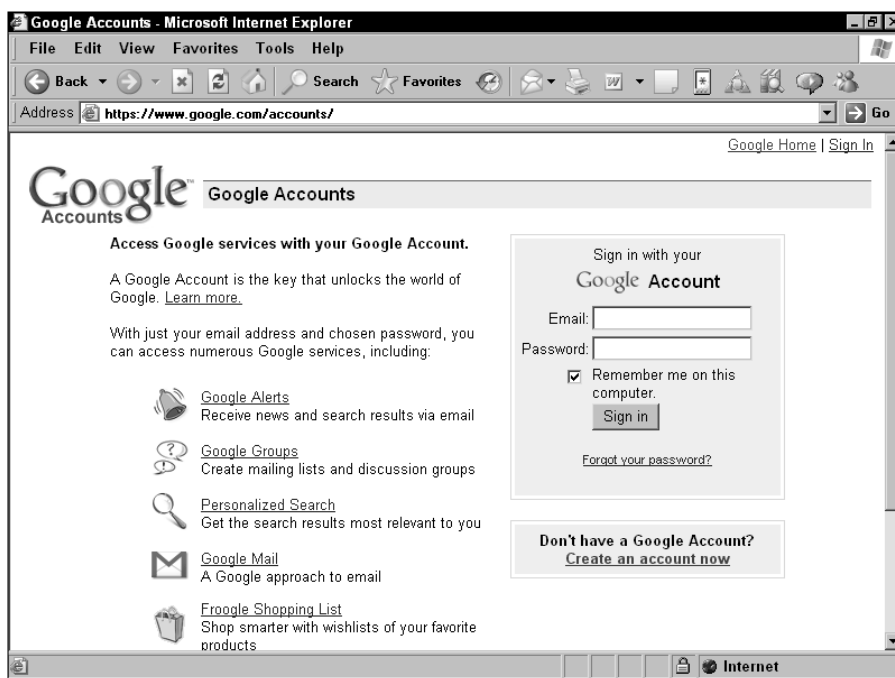 Google Accounts - Microsoft Internet Explorer
File Edit View Favorites Tools Help
Back Search Favorites
Address https://www.google.com/accounts/ Go
Google Home | Sign In
Google™
Accounts
Google Accounts
Access Google services with your Google Account.
A Google Account is the key that unlocks the world of
Google. Learn more.
With just your email address and chosen password, you
can access numerous Google services, including:
Google Alerts
Receive news and search results via email
Google Groups
Create mailing lists and discussion groups
Personalized Search
Get the search results most relevant to you
Google Mail
A Google approach to email
Froogle Shopping List
Shop smarter with wishlists of your favorite
products
Sign in with your
Google Account
Email:
Password:
Remember me on this
computer.
Sign in
Forgot your password?
Don't have a Google Account?
Create an account now
Internet